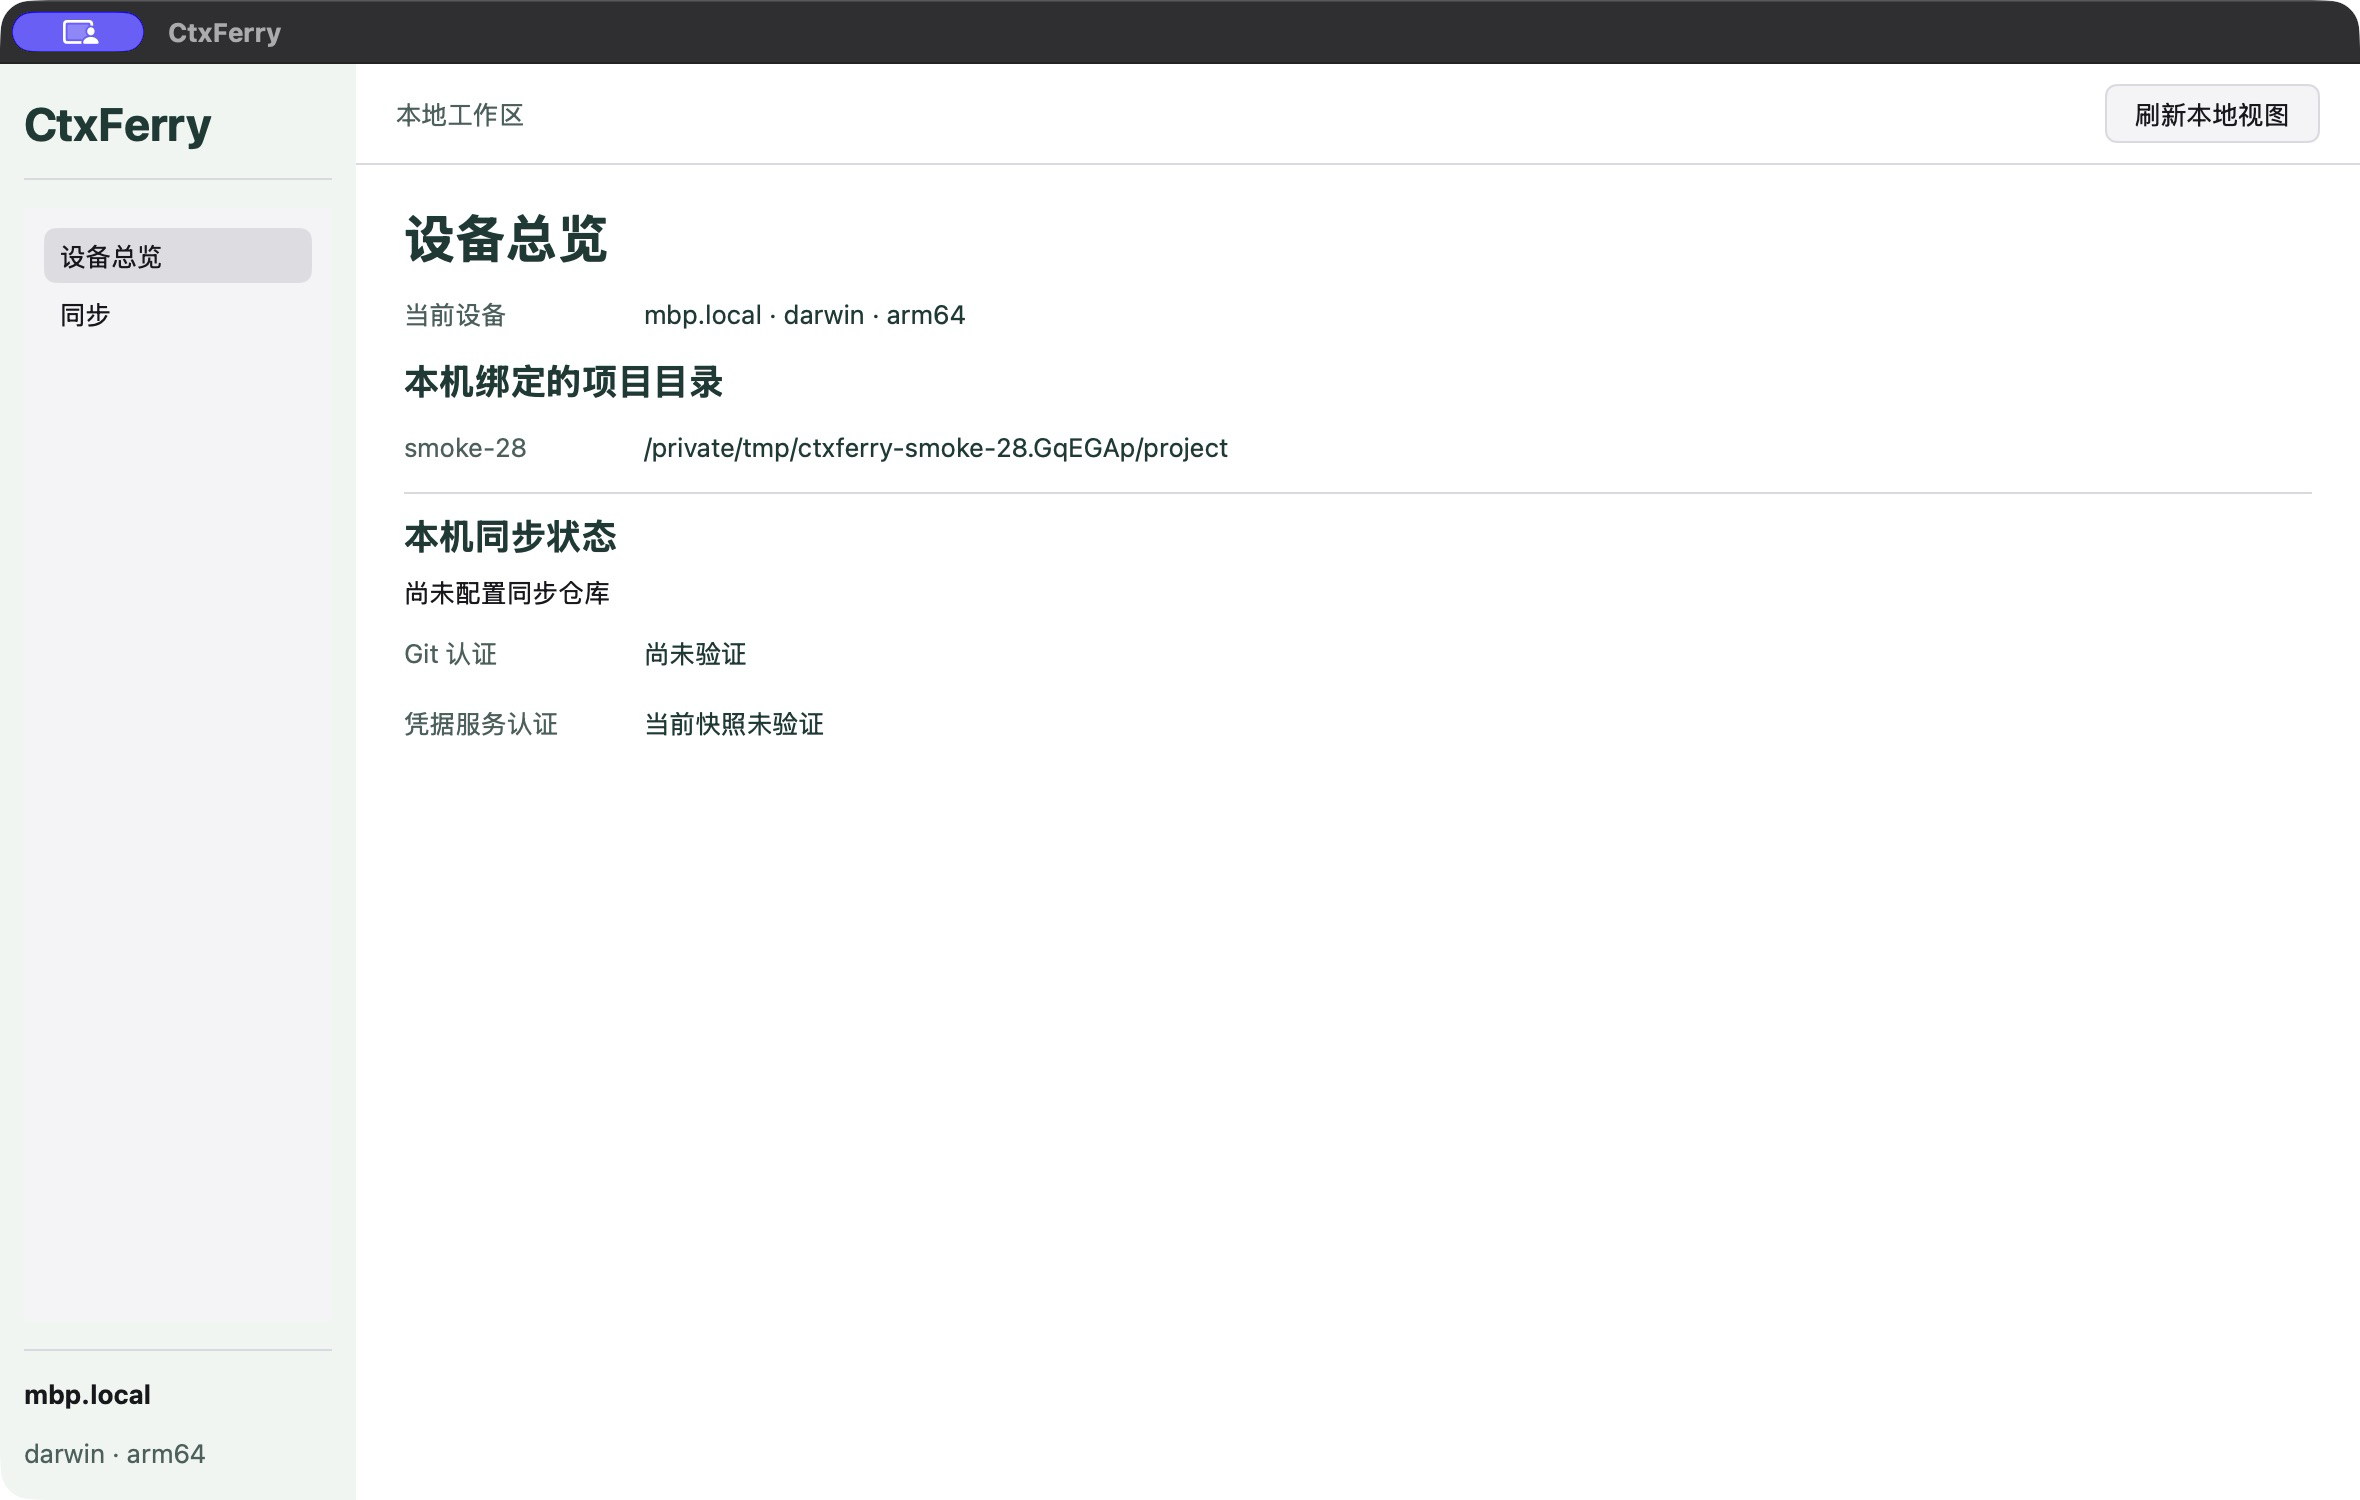 CtxFerry
CtxFerry
设备总览
同步
mbp.local
darwin · arm64
本地工作区
刷新本地视图
设备总览
当前设备 mbp.local · darwin · arm64
本机绑定的项目目录
smoke-28 /private/tmp/ctxferry-smoke-28.GqEGAp/project
本机同步状态
尚未配置同步仓库
Git 认证 尚未验证
凭据服务认证 当前快照未验证